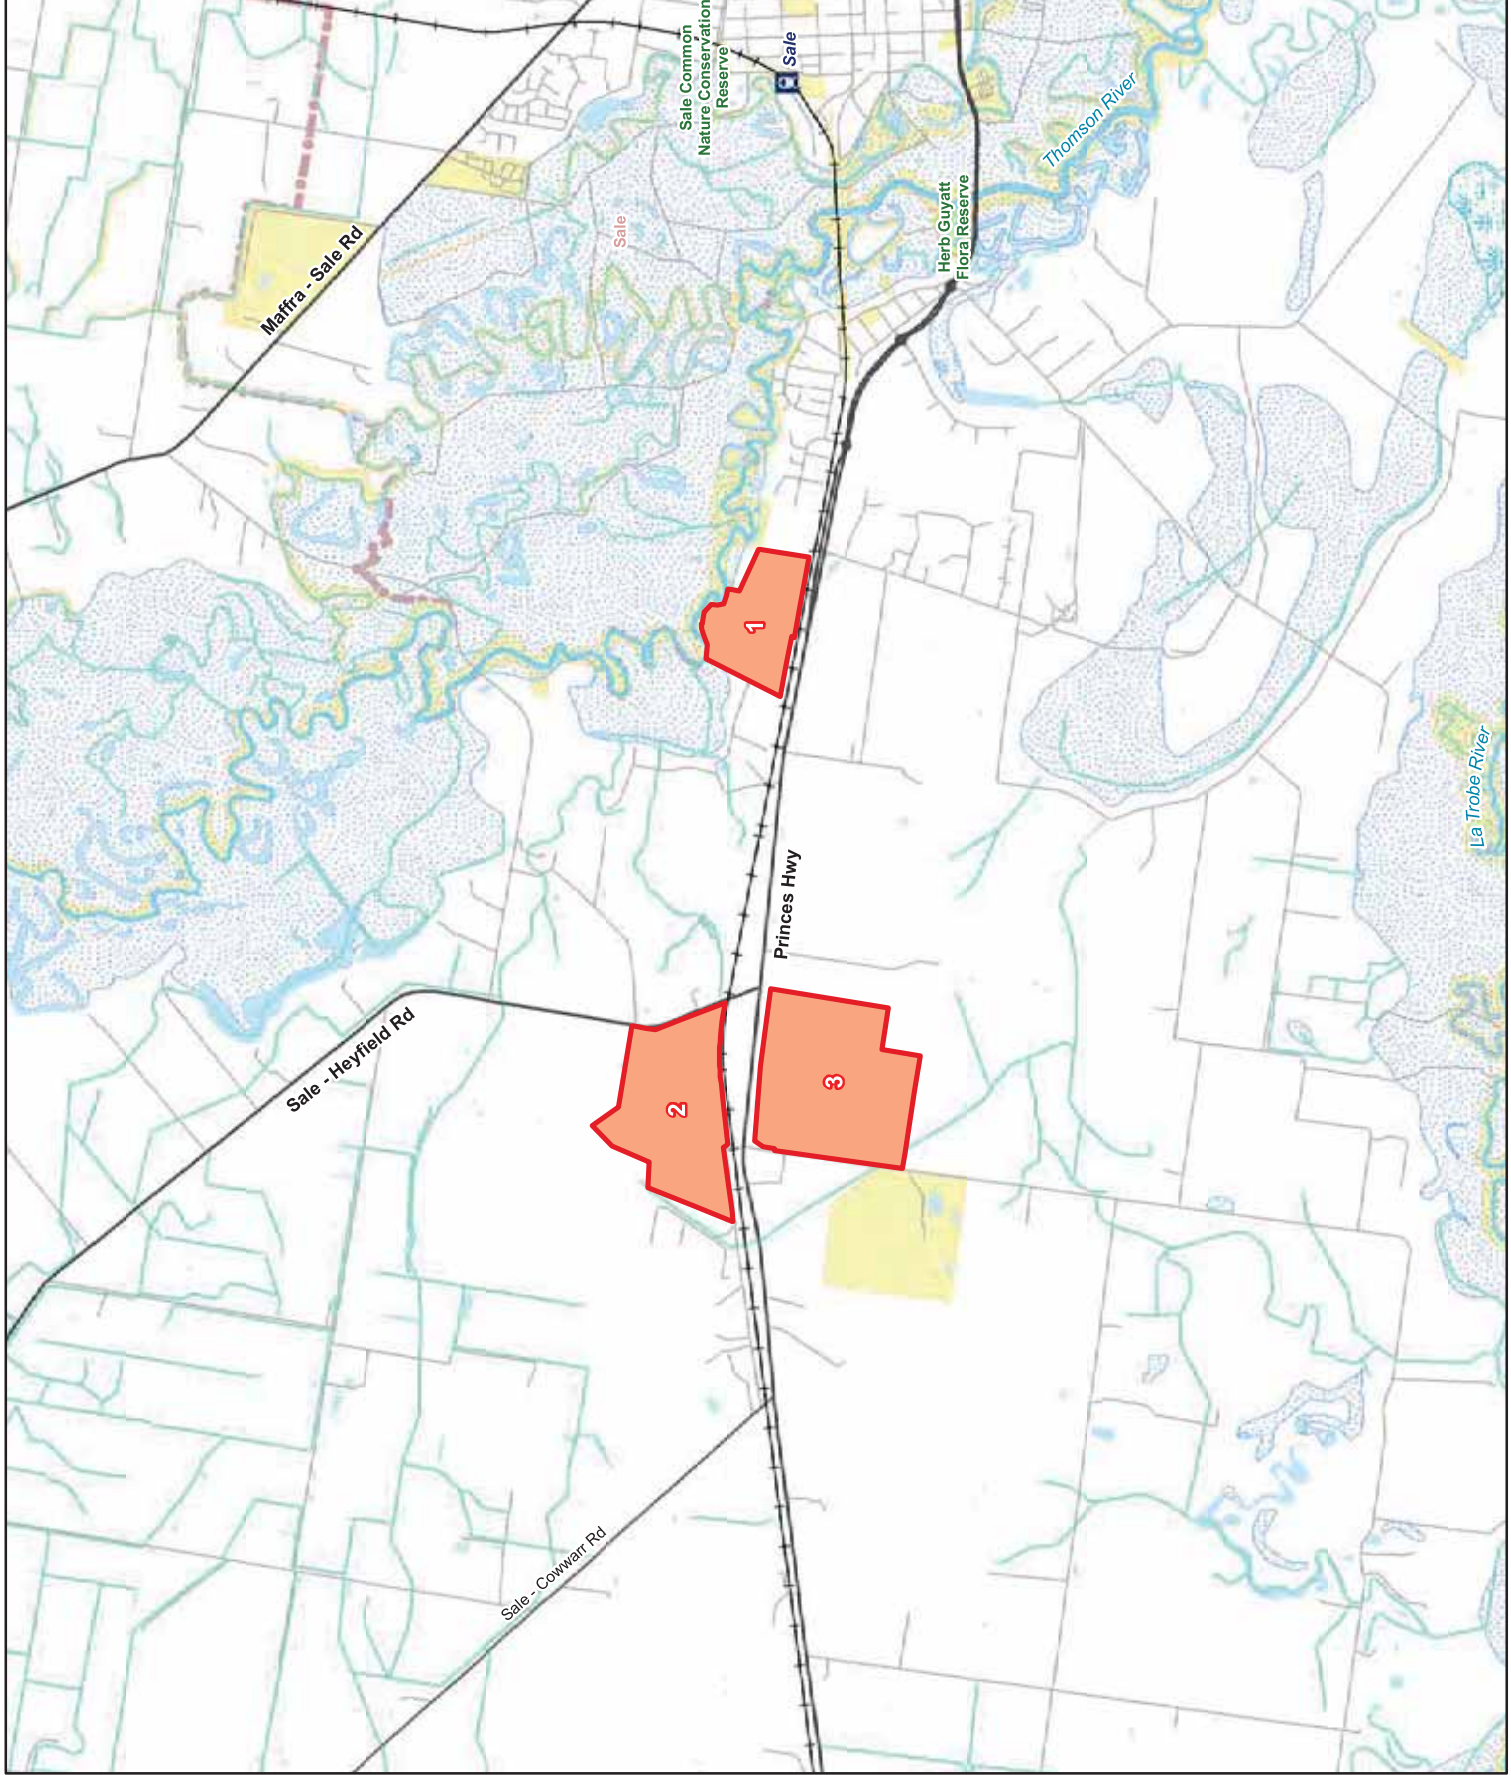 Sale Common
Nature Conservation
Reserve
Sale
Maffra - Sale Rd
Sale
Thomson River
Herb Guyatt
Flora Reserve
1
La Trobe River
Princes Hwy
Sale - Heyfield Rd
2
3
Sale - Cowwarr Rd